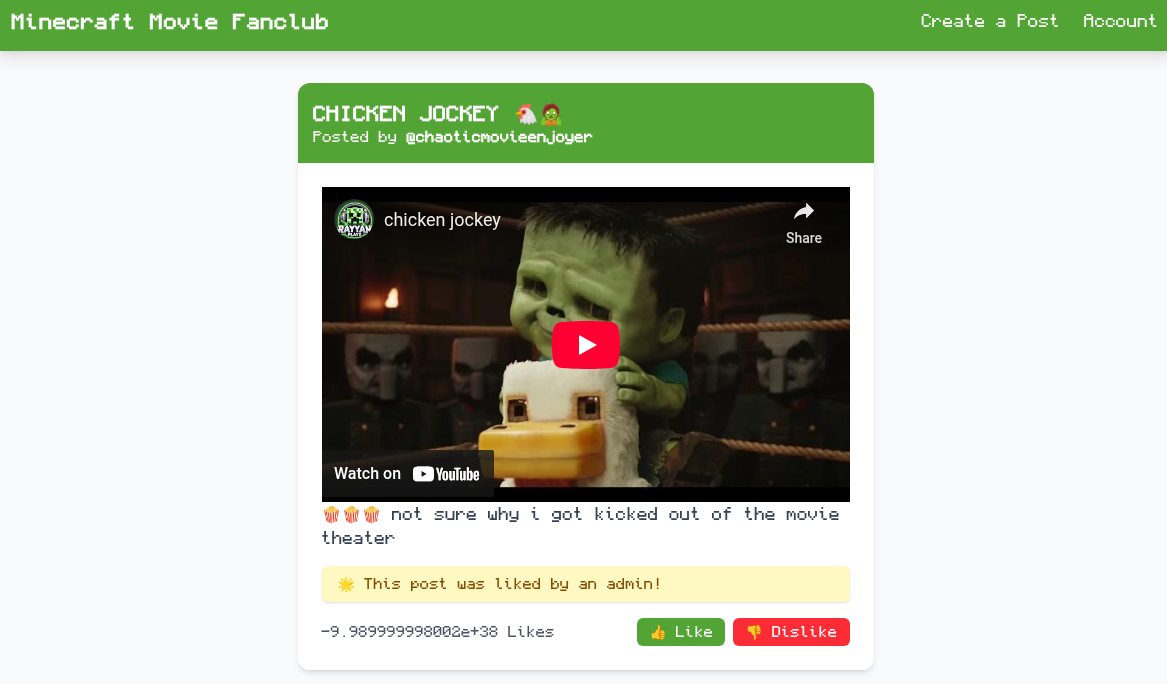 Minecraft Movie Fanclub
Create a Post Account
CHICKEN JOCKEY 🐔🧟
Posted by @chaoticmovieenjoyer
RAYYAN
PLAYZ
chicken jockey
Share
Watch on YouTube
🍿🍿🍿 not sure why i got kicked out of the movie
theater
🌟 This post was liked by an admin!
-9.989999998002e+38 Likes
👍 Like
👎 Dislike